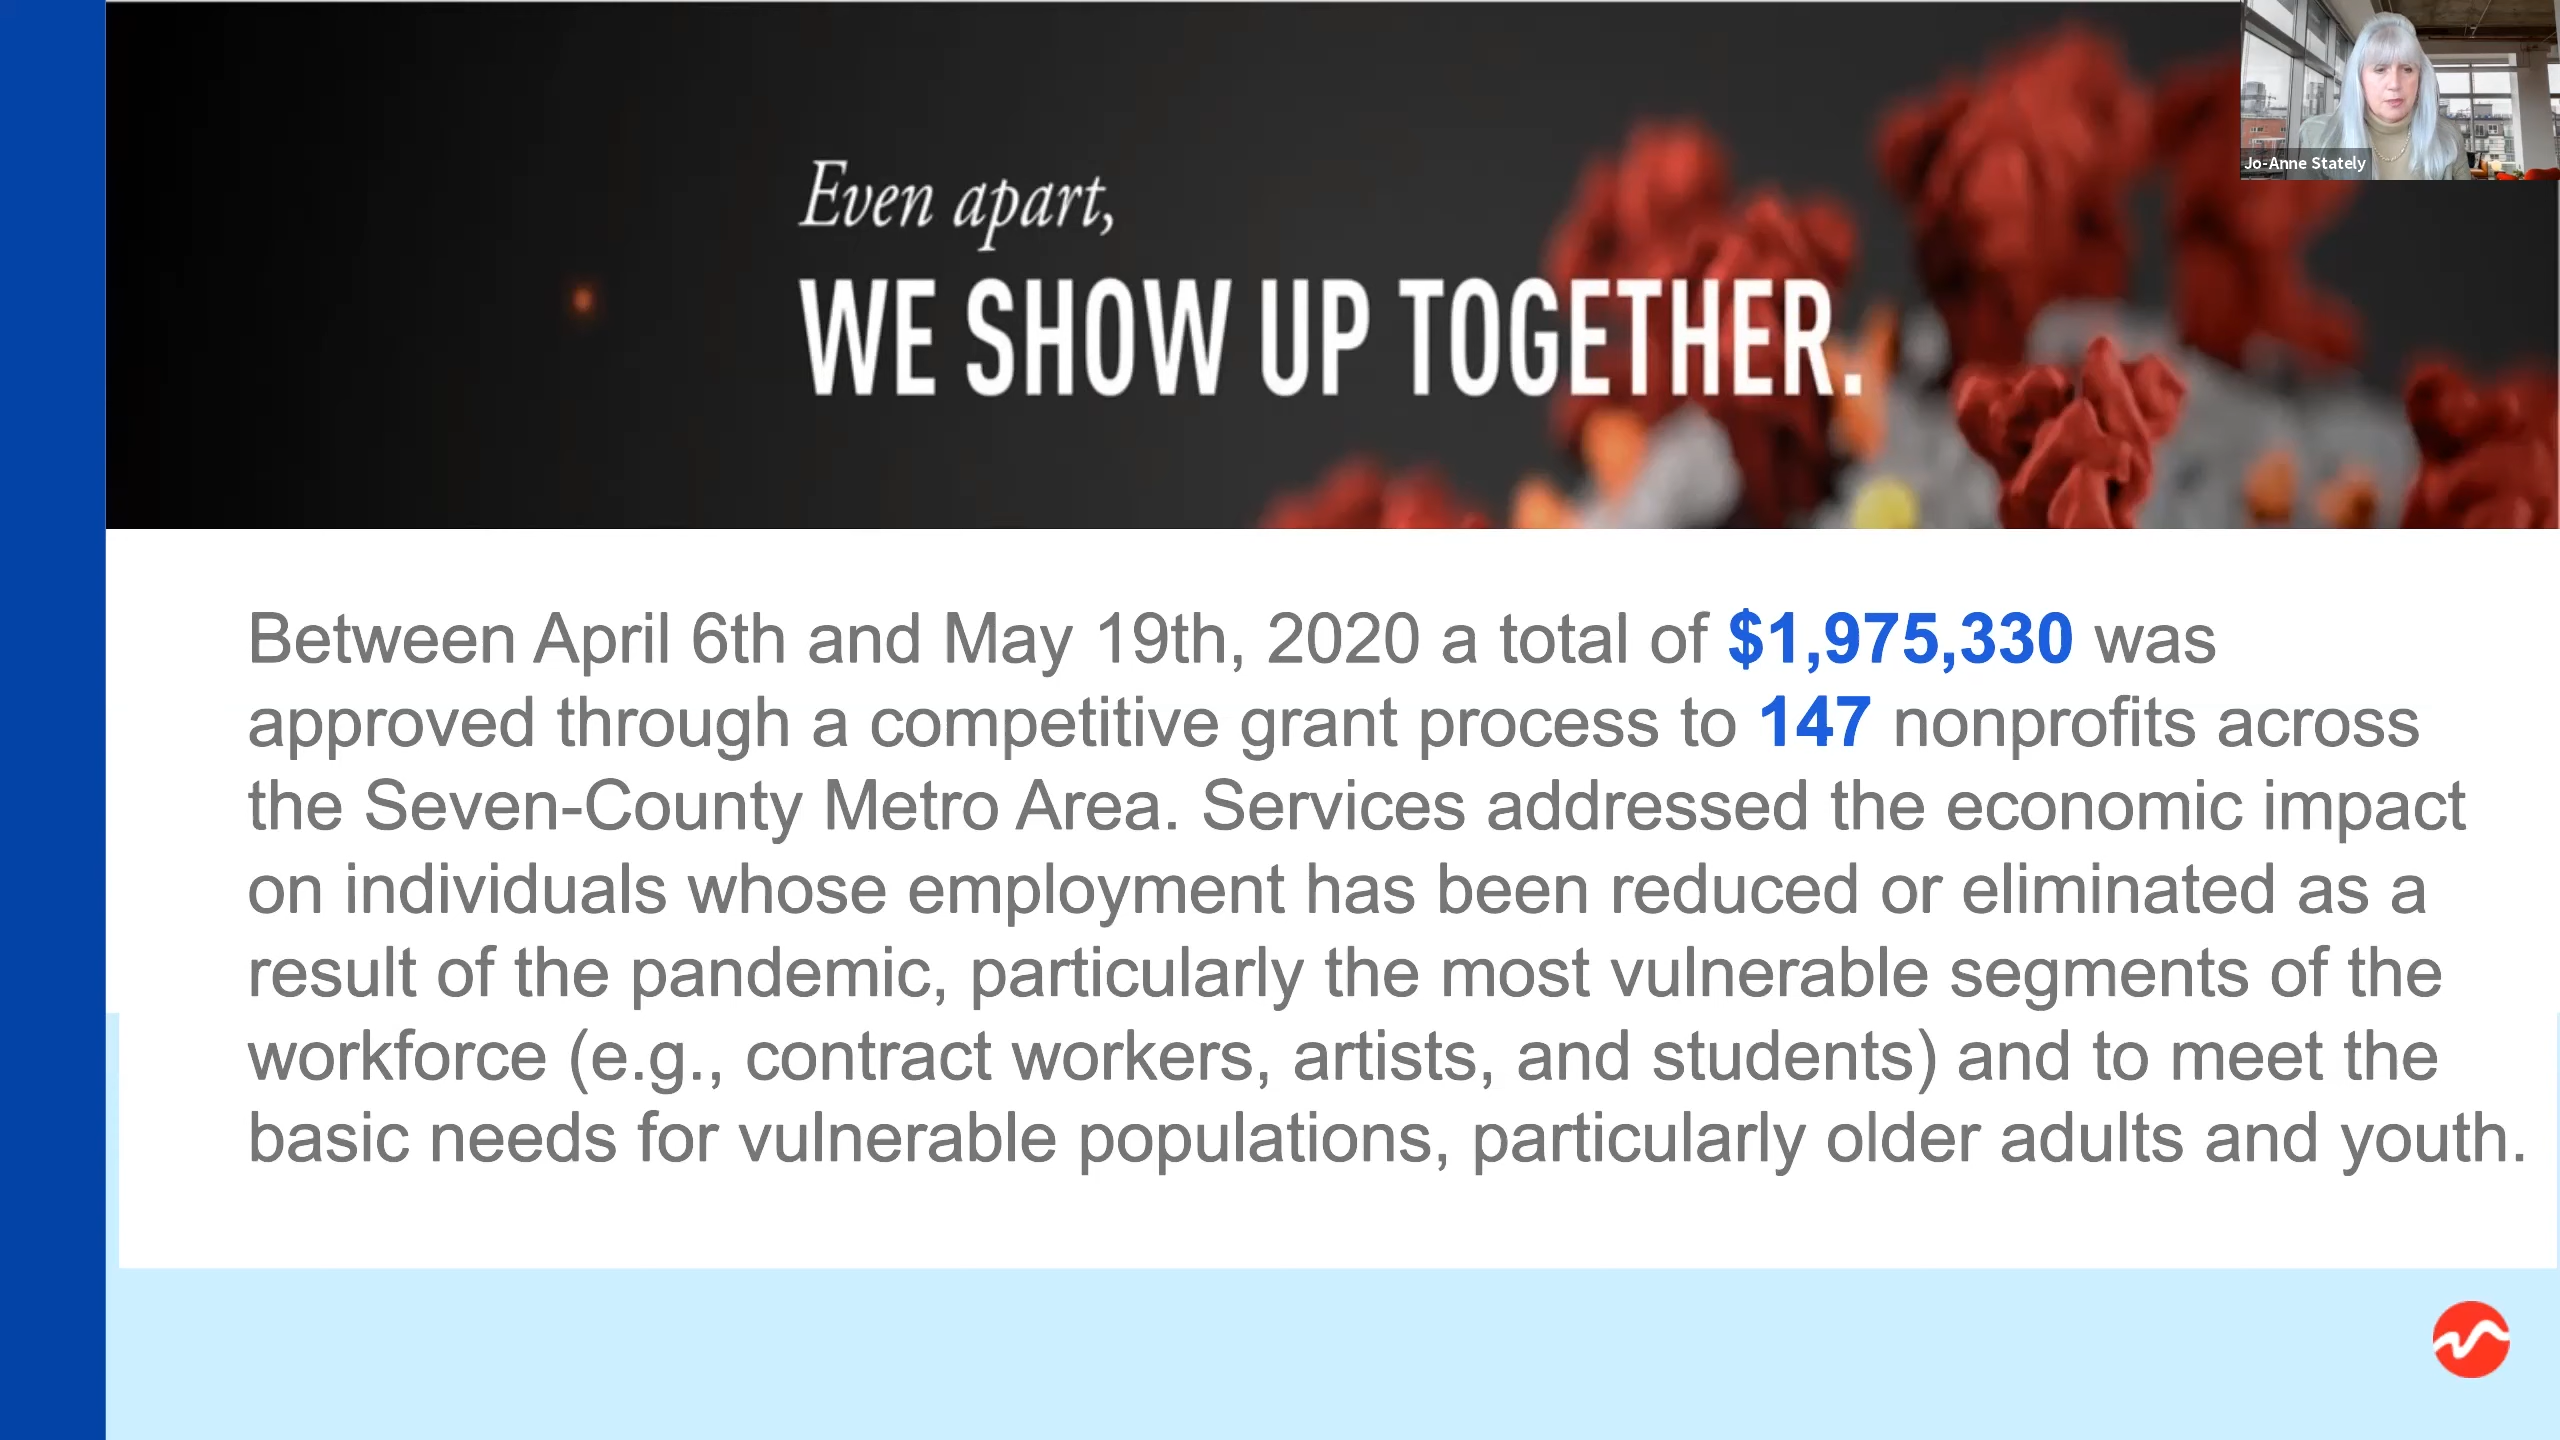 Even apart,
WE SHOW UP TOGETHER.
Jo-Anne Stately
Between April 6th and May 19th, 2020 a total of $1,975,330 was
approved through a competitive grant process to 147 nonprofits across
the Seven-County Metro Area. Services addressed the economic impact
on individuals whose employment has been reduced or eliminated as a
result of the pandemic, particularly the most vulnerable segments of the
workforce (e.g., contract workers, artists, and students) and to meet the
basic needs for vulnerable populations, particularly older adults and youth.